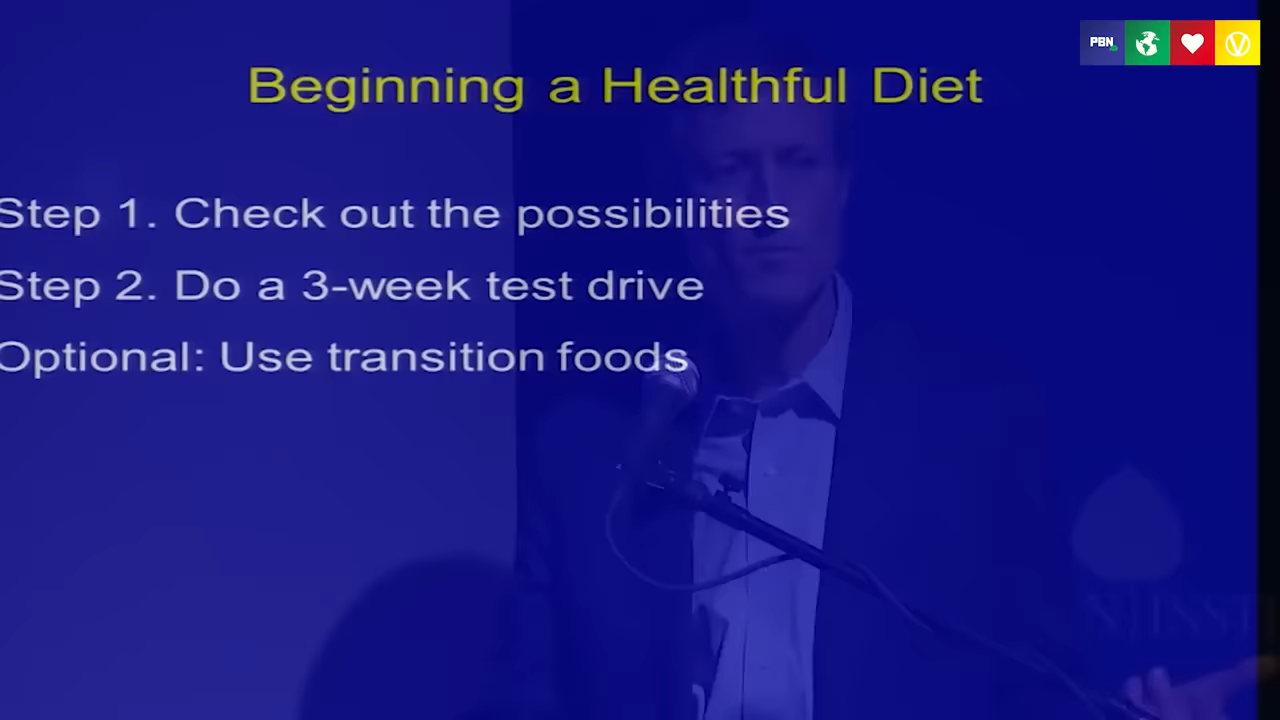 PBN
Beginning a Healthful Diet
Step 1. Check out the possibilities
Step 2. Do a 3-week test drive
Optional: Use transition foods